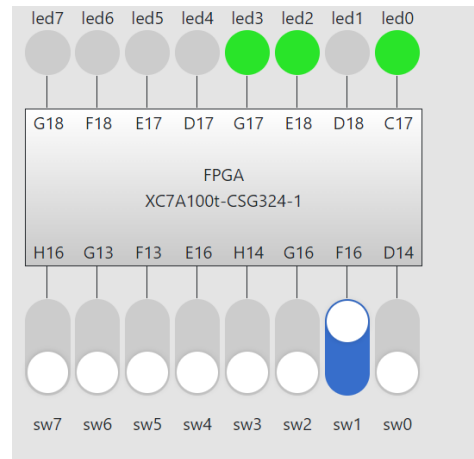 led7 led6 led5 led4 led3 led2 led1 led0
G18 F18 E17 D17 G17 E18 D18 C17
FPGA
XC7A100t-CSG324-1
H16 G13 F13 E16 H14 G16 F16 D14
sw7 sw6 sw5 sw4 sw3 sw2 sw1 sw0